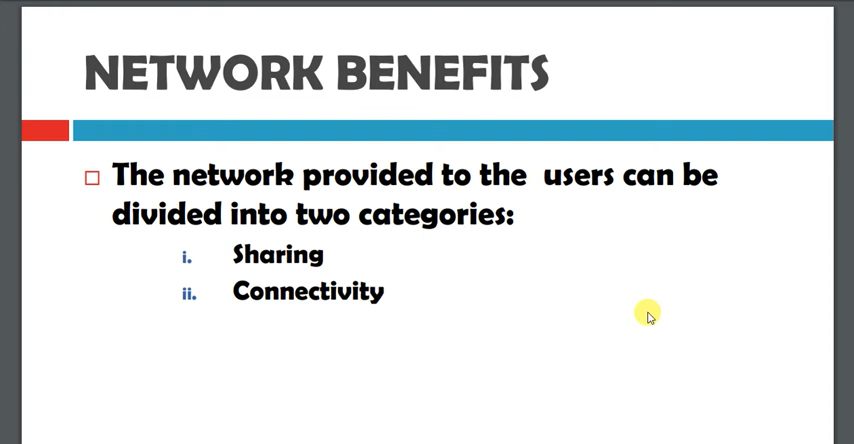 NETWORK BENEFITS
The network provided to the users can be
divided into two categories:
i. Sharing
ii. Connectivity